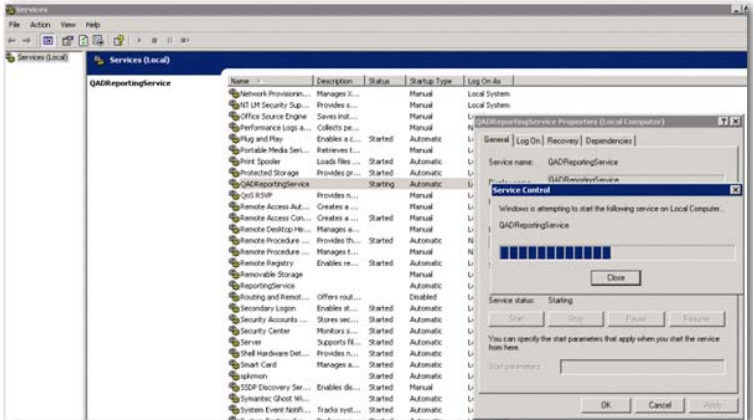 Services
File Action View Help
Services (Local)
Services (Local)
QADReportingService
Name Description Status Startup Type Log On As
Network Provisionin... Manages X... Manual Local System
NT LM Security Sup... Provides s... Manual Local System
Office Source Engine Saves inst... Manual
Performance Logs a... Collects pe... Manual
Plug and Play Enables a c... Started Automatic
Portable Media Seri... Retrieves t... Manual
Print Spooler Loads files ... Started Automatic
Protected Storage Provides pr... Started Automatic
QADReportingService Starting Automatic
QoS RSVP Provides n... Manual
Remote Access Aut... Creates a ... Manual
Remote Access Con... Creates a ... Started Manual
Remote Desktop He... Manages a... Manual
Remote Procedure ... Provides th... Started Automatic
Remote Procedure ... Manages t... Manual
Remote Registry Enables re... Started Automatic
Removable Storage Manual
ReportingService Automatic
Routing and Remot... Offers rout... Disabled
Secondary Logon Enables st... Started Automatic
Security Accounts ... Stores sec... Started Automatic
Security Center Monitors s... Started Automatic
Server Supports fil... Started Automatic
Shell Hardware Det... Provides n... Started Automatic
Smart Card Manages a... Started Automatic
splymon Started Automatic
SSDP Discovery Ser... Enables dis... Started Manual
Symantec Ghost Wi... Started Automatic
System Event Notifi... Tracks syst... Started Automatic
QADReportingService Properties (Local Computer)
General Log On Recovery Dependencies
Service name: QADReportingService
QADReportingService
Service Control
Windows is attempting to start the following service on Local Computer...
QADReportingService
Close
Service status: Starting
Start Stop Pause Resume
You can specify the start parameters that apply when you start the service
from here.
Start parameters:
OK Cancel Apply